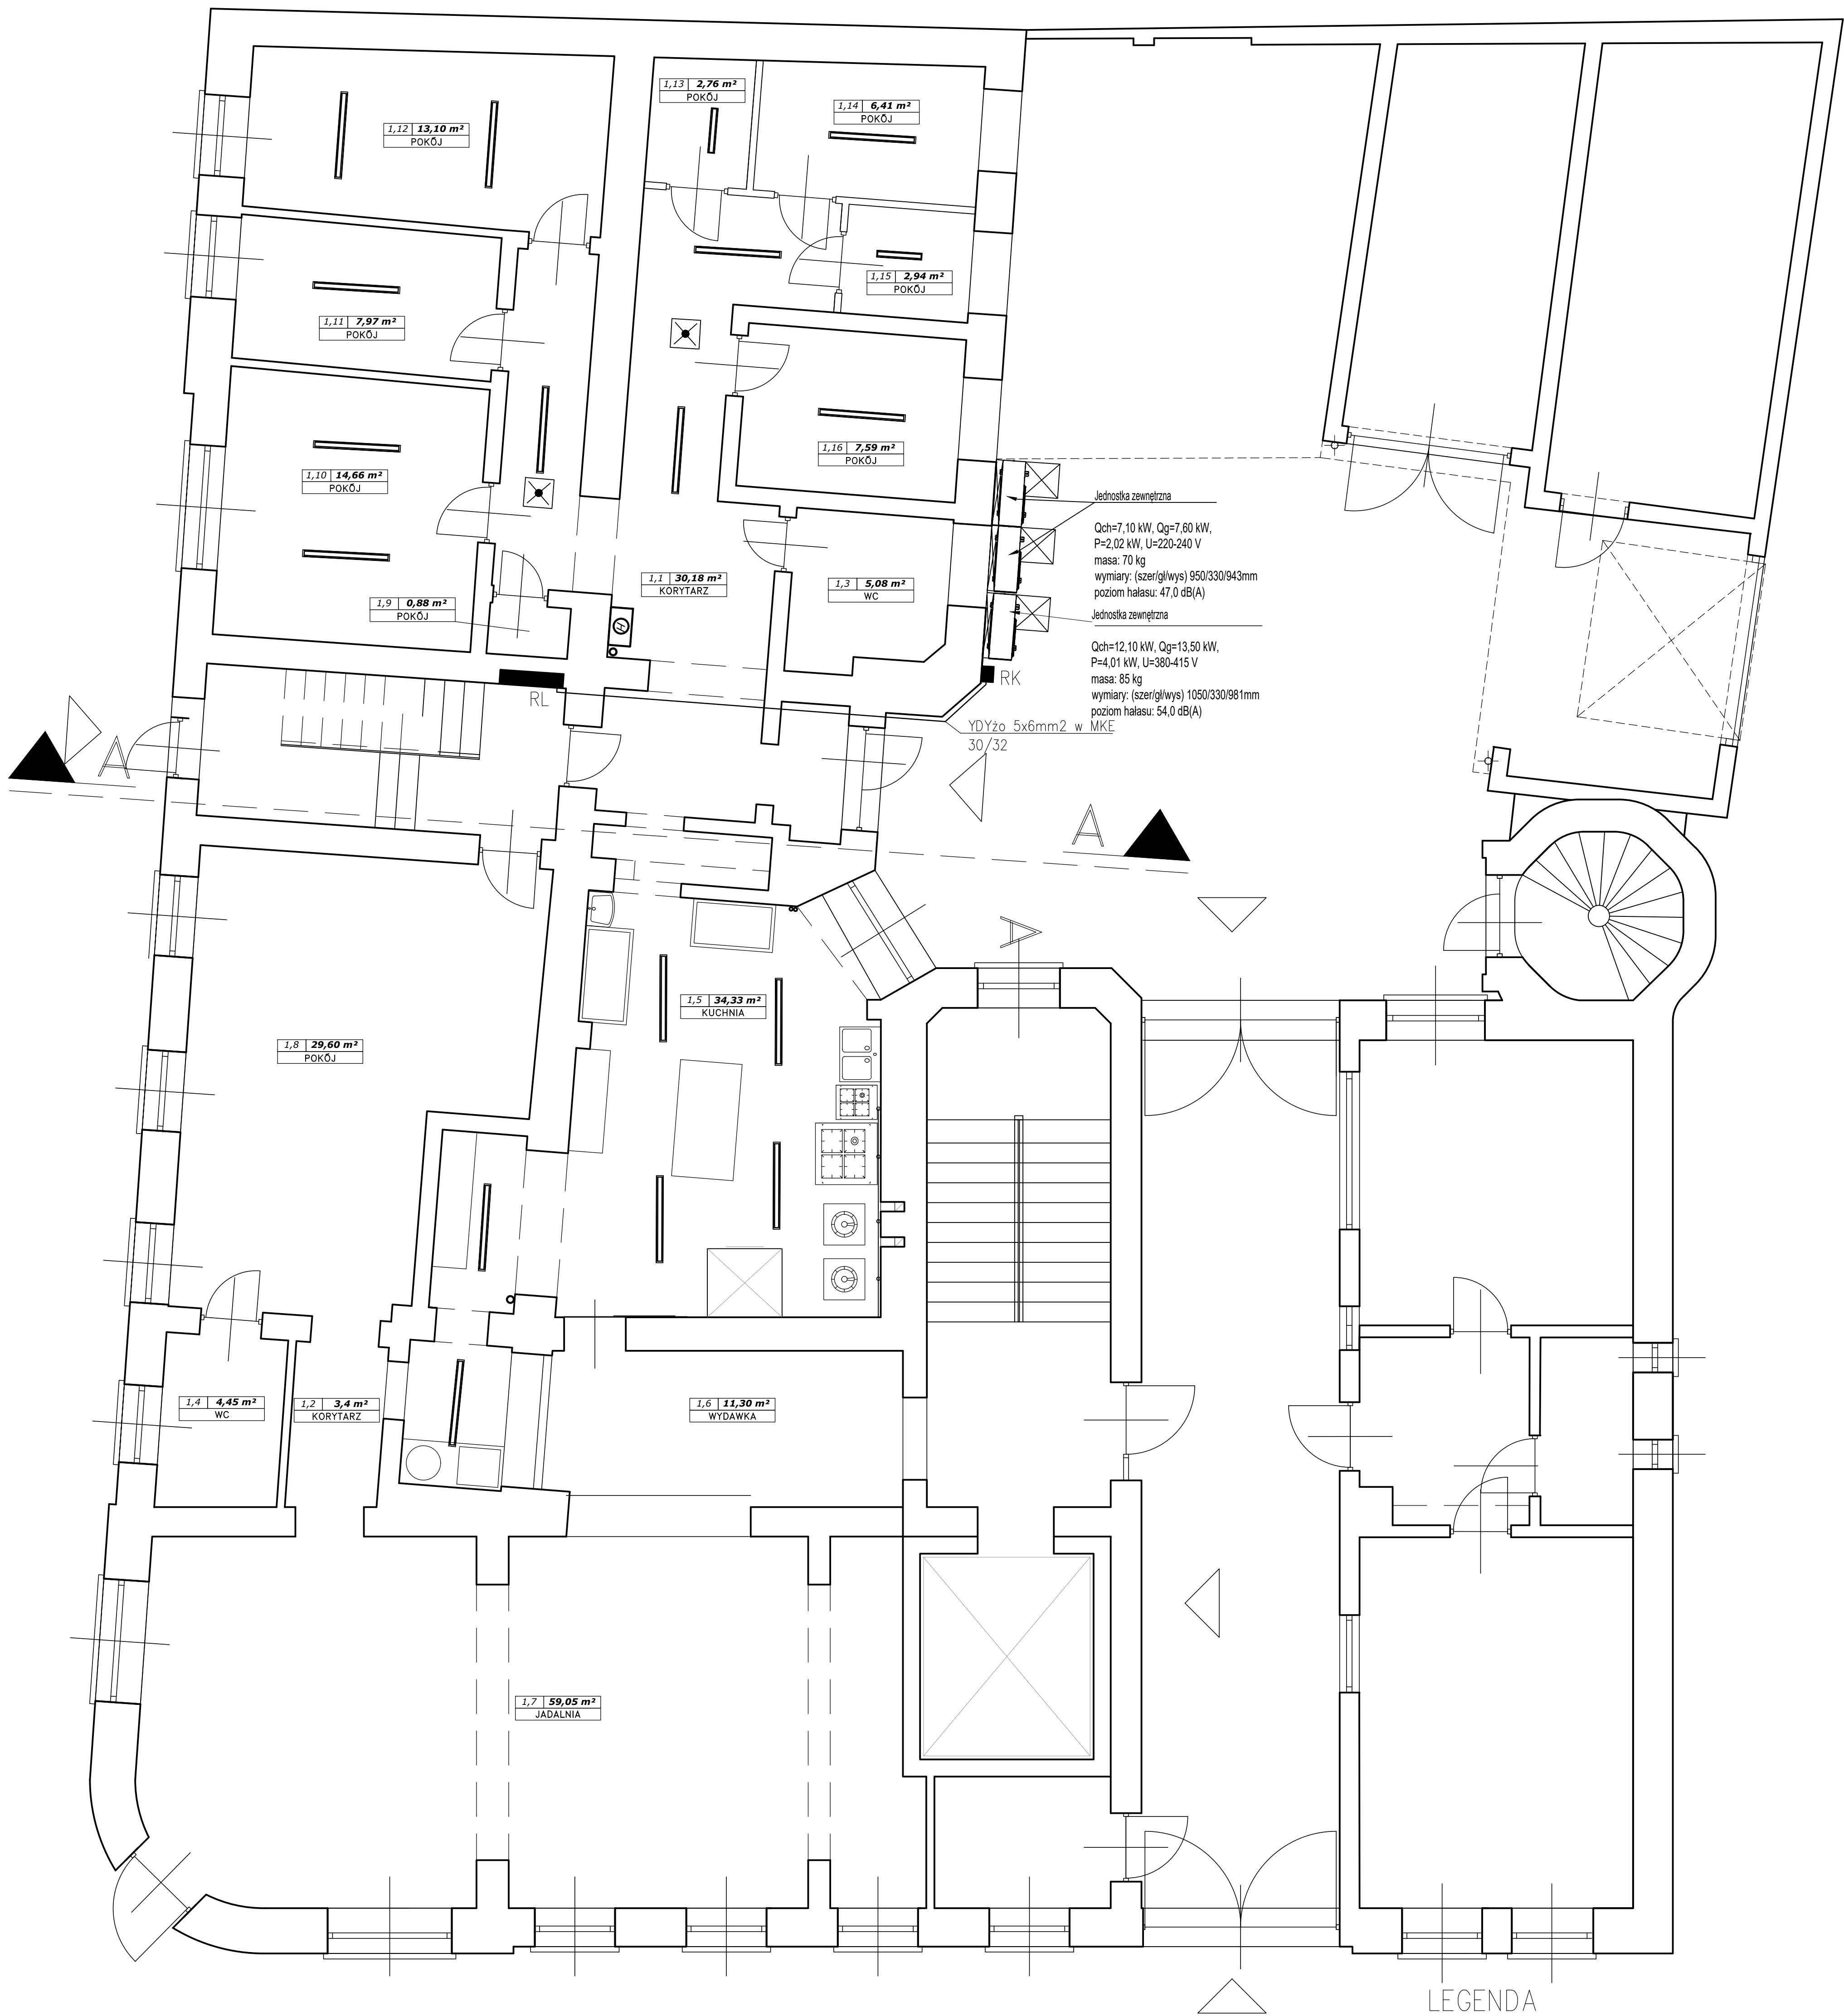 1,13 2,76 m²
POKÓJ
1,14 6,41 m²
POKÓJ
1,12 13,10 m²
POKÓJ
1,15 2,94 m²
POKÓJ
1,11 7,97 m²
POKÓJ
1,16 7,59 m²
POKÓJ
1,10 14,66 m²
POKÓJ
Jednostka zewnętrzna
Qch=7,10 kW, Qg=7,60 kW,
P=2,02 kW, U=220-240 V
masa: 70 kg
wymiary: (szer/gł/wys) 950/330/943mm
poziom hałasu: 47,0 dB(A)
1,1 30,18 m²
KORYTARZ
1,3 5,08 m²
WC
1,9 0,88 m²
POKÓJ
H
Jednostka zewnętrzna
Qch=12,10 kW, Qg=13,50 kW,
P=4,01 kW, U=380-415 V
masa: 85 kg
wymiary: (szer/gł/wys) 1050/330/981mm
poziom hałasu: 54,0 dB(A)
RK
RL
YDYżo 5x6mm2 w MKE
30/32
A
A
A
1,5 34,33 m²
KUCHNIA
1,8 29,60 m²
POKÓJ
1,4 4,45 m²
WC
1,2 3,4 m²
KORYTARZ
1,6 11,30 m²
WYDAWKA
1,7 59,05 m²
JADALNIA
LEGENDA